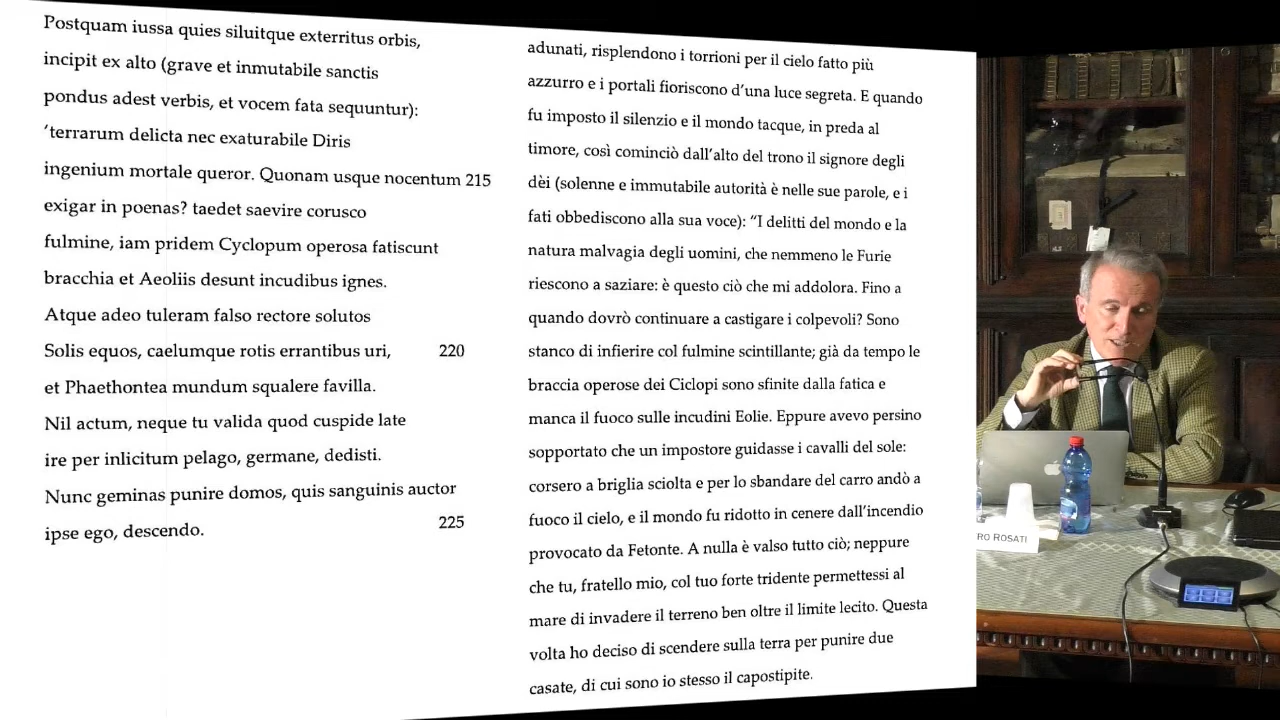 Postquam iussa quies siluitque exterritus orbis,
incipit ex alto (grave et inmutabile sanctis
pondus adest verbis, et vocem fata sequuntur):
‘terrarum delicta nec exaturabile Diris
ingenium mortale queror. Quonam usque nocentum 215
exigar in poenas? taedet saevire corusco
fulmine, iam pridem Cyclopum operosa fatiscunt
bracchia et Aeoliis desunt incudibus ignes.
Atque adeo tuleram falso rectore solutos
Solis equos, caelumque rotis errantibus uri, 220
et Phaethontea mundum squalere favilla.
Nil actum, neque tu valida quod cuspide late
ire per inlicitum pelago, germane, dedisti.
Nunc geminas punire domos, quis sanguinis auctor
ipse ego, descendo. 225
adunati, risplendono i torrioni per il cielo fatto più
azzurro e i portali fioriscono d’una luce segreta. E quando
fu imposto il silenzio e il mondo tacque, in preda al
timore, così cominciò dall’alto del trono il signore degli
dèi (solenne e immutabile autorità è nelle sue parole, e i
fati obbediscono alla sua voce): “I delitti del mondo e la
natura malvagia degli uomini, che nemmeno le Furie
riescono a saziare: è questo ciò che mi addolora. Fino a
quando dovrò continuare a castigare i colpevoli? Sono
stanco di infierire col fulmine scintillante; già da tempo le
braccia operose dei Ciclopi sono sfinite dalla fatica e
manca il fuoco sulle incudini Eolie. Eppure avevo persino
sopportato che un impostore guidasse i cavalli del sole:
corsero a briglia sciolta e per lo sbandare del carro andò a
fuoco il cielo, e il mondo fu ridotto in cenere dall’incendio
provocato da Fetonte. A nulla è valso tutto ciò; neppure
che tu, fratello mio, col tuo forte tridente permettessi al
mare di invadere il terreno ben oltre il limite lecito. Questa
volta ho deciso di scendere sulla terra per punire due
casate, di cui sono io stesso il capostipite.
RO ROSATI